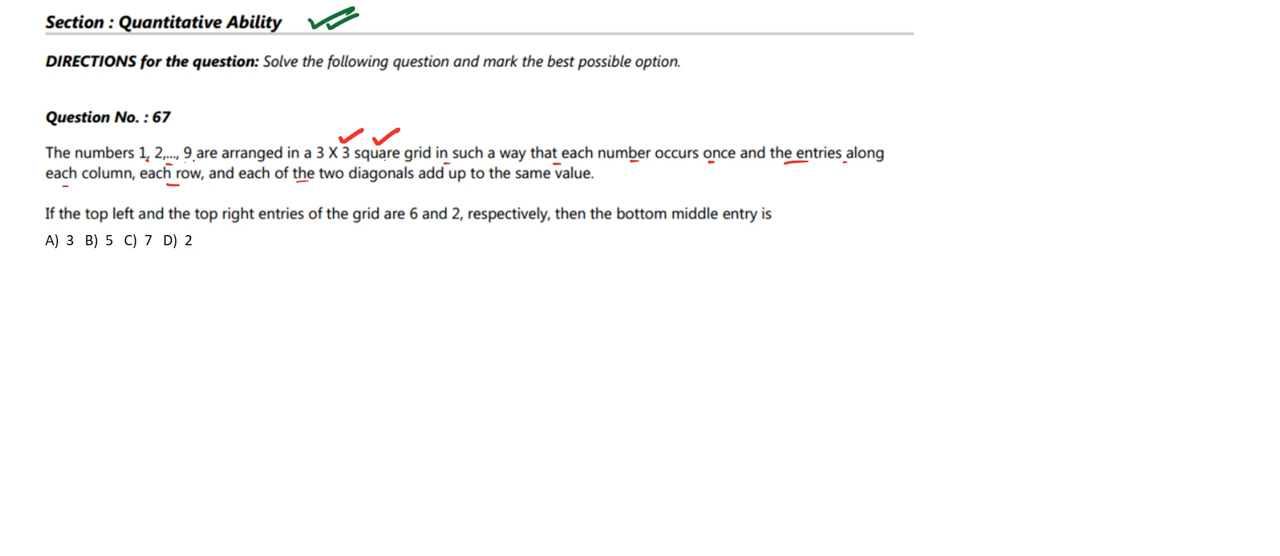 Section : Quantitative Ability
DIRECTIONS for the question: Solve the following question and mark the best possible option.
Question No. : 67
The numbers 1, 2,..., 9 are arranged in a 3 X 3 square grid in such a way that each number occurs once and the entries along
each column, each row, and each of the two diagonals add up to the same value.
If the top left and the top right entries of the grid are 6 and 2, respectively, then the bottom middle entry is
A) 3 B) 5 C) 7 D) 2